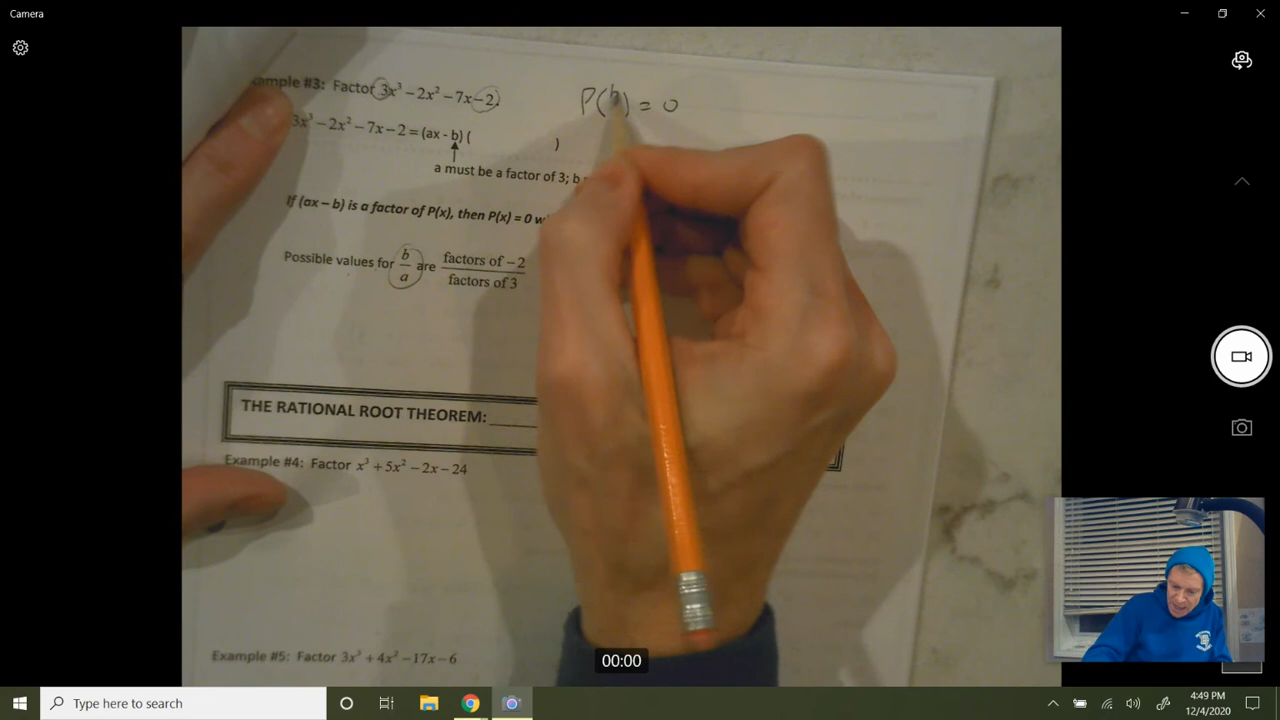 Camera
Example #3: Factor 3x³ − 2x² − 7x − 2.
P(b) = 0
3x³ − 2x² − 7x − 2 = (ax - b) ( )
a must be a factor of 3; b
If (ax – b) is a factor of P(x), then P(x) = 0
Possible values for b/a are factors of −2 / factors of 3
THE RATIONAL ROOT THEOREM: _____
Example #4: Factor x³ + 5x² − 2x − 24
Example #5: Factor 3x³ + 4x² − 17x − 6
00:00
Type here to search
4:49 PM
12/4/2020